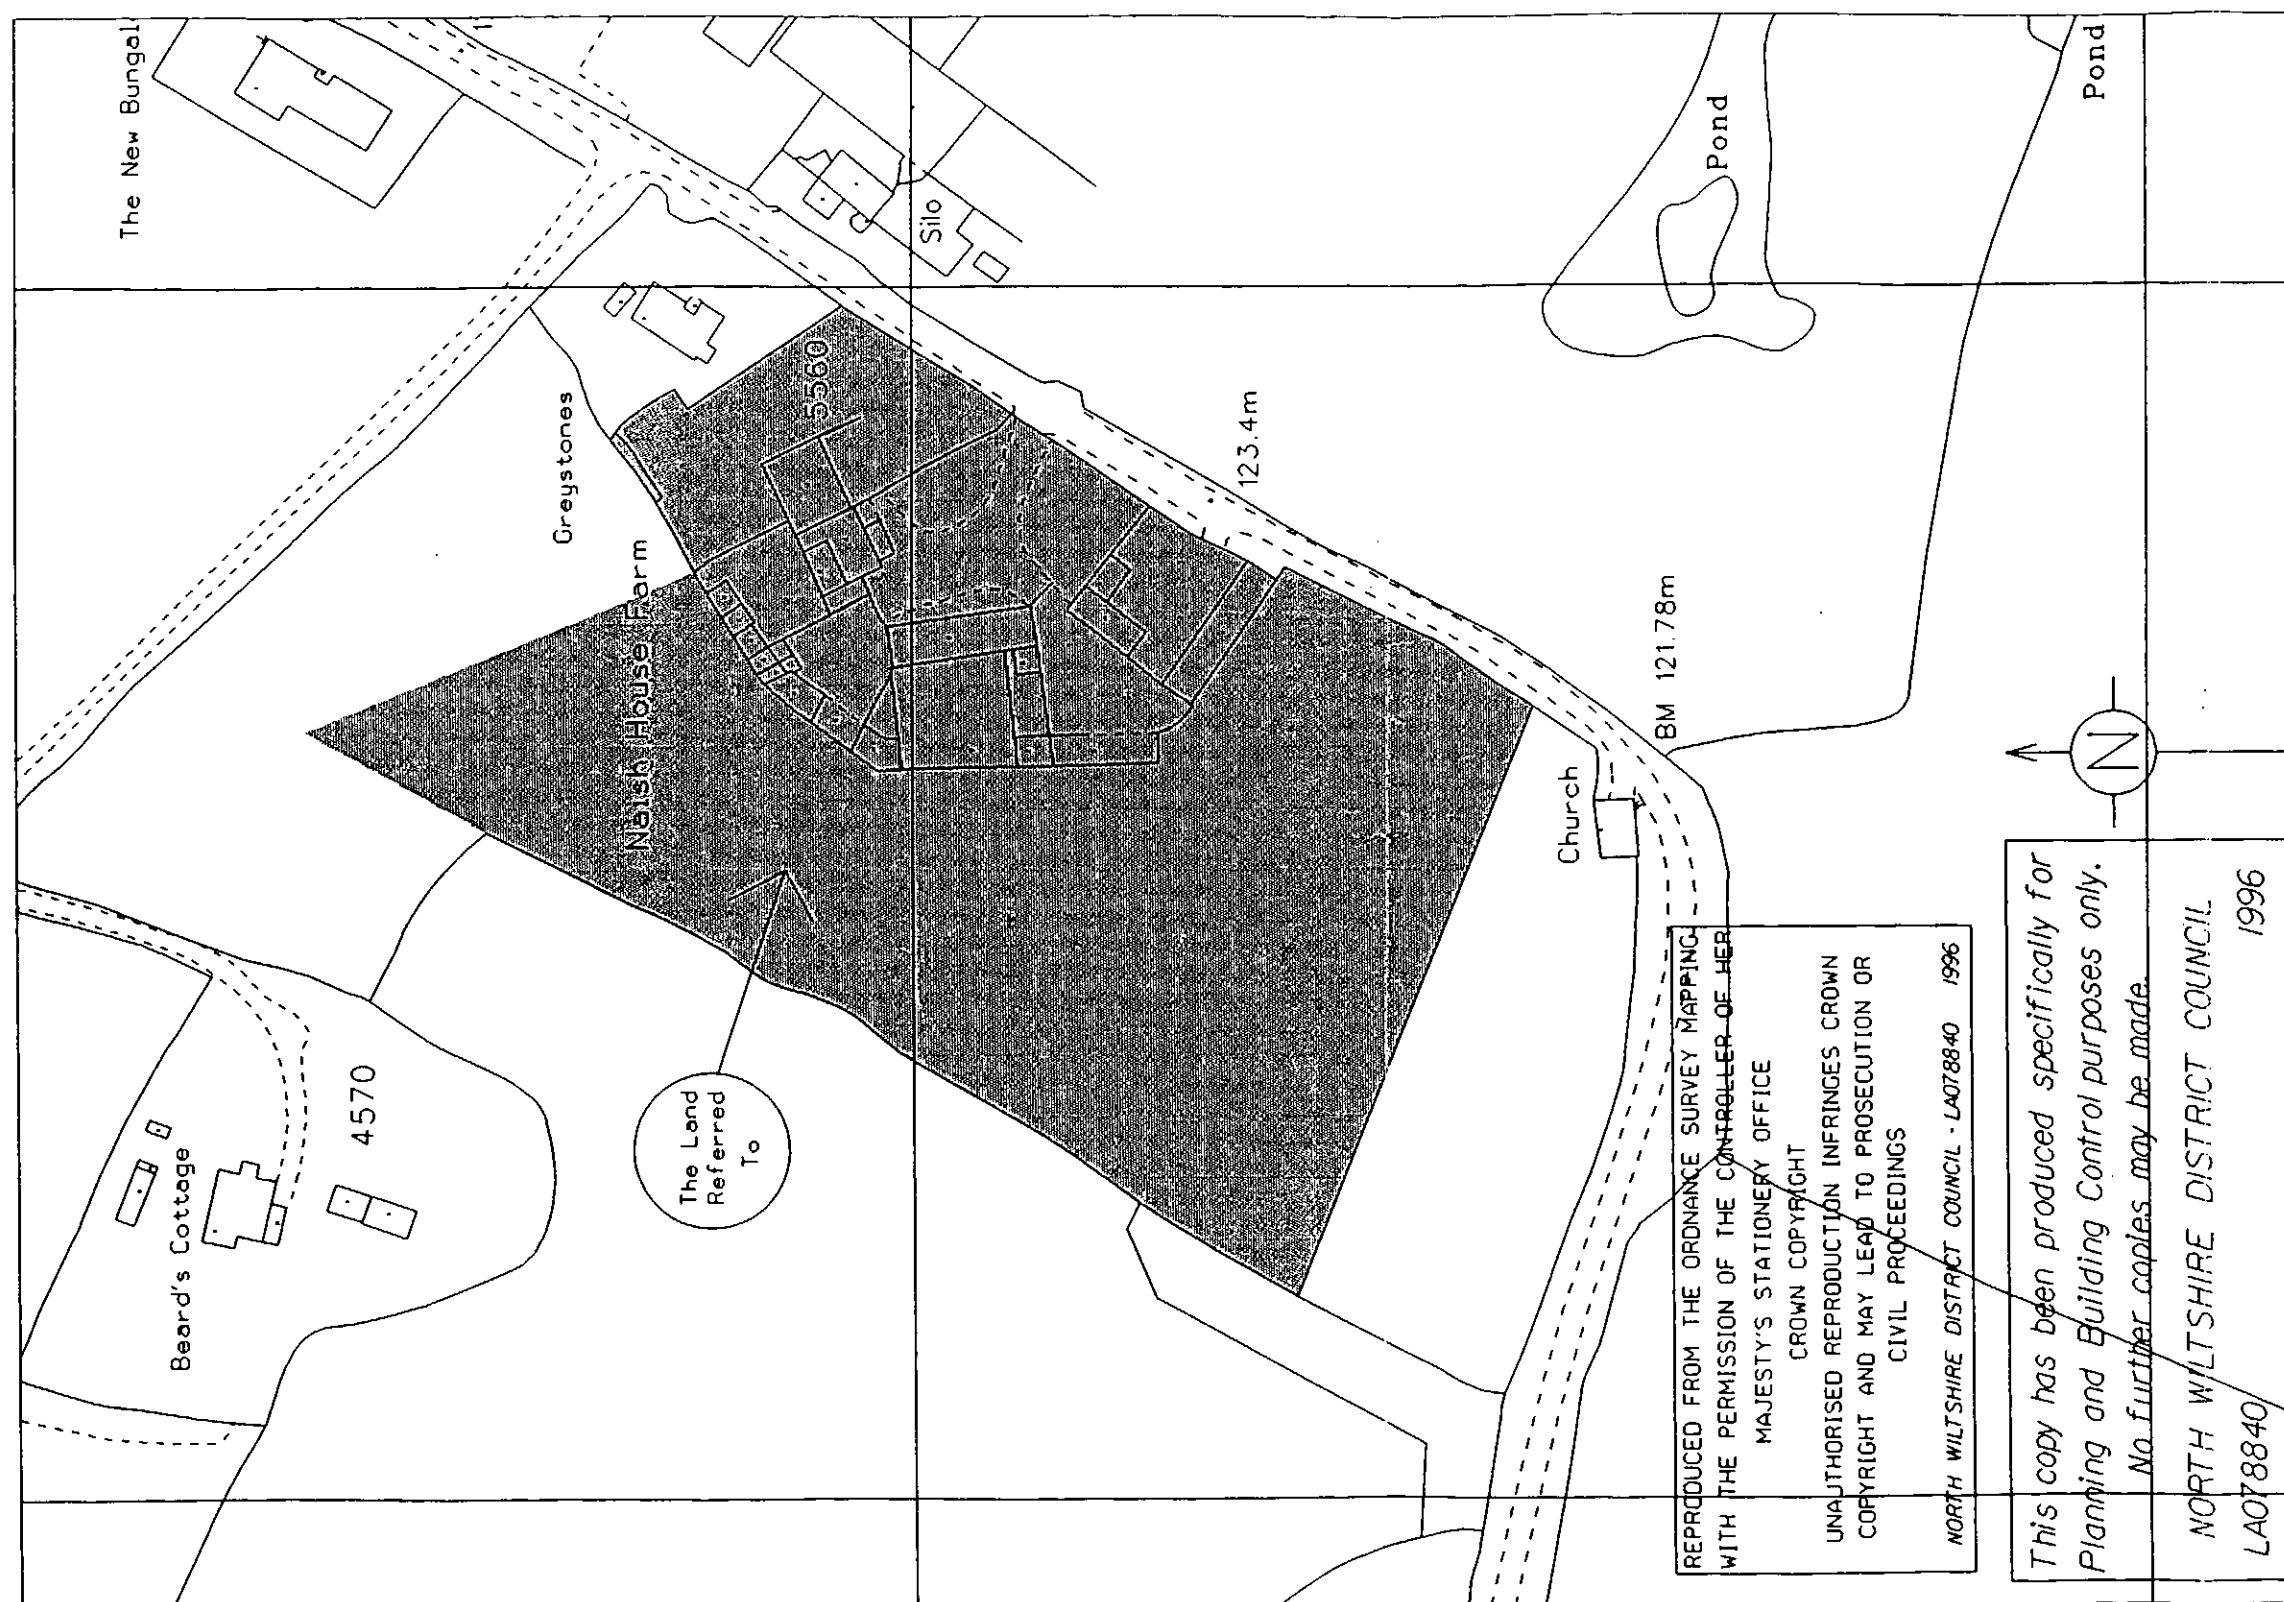 The New Bungal
Pond
Pond
Silo
Greystones
5560
Naish House Farm
123.4m
BM 121.78m
Church
Beard's Cottage
4570
The Land
Referred
To
N
REPRODUCED FROM THE ORDNANCE SURVEY MAPPING
WITH THE PERMISSION OF THE CONTROLLER OF HER
MAJESTY'S STATIONERY OFFICE
CROWN COPYRIGHT
UNAUTHORISED REPRODUCTION INFRINGES CROWN
COPYRIGHT AND MAY LEAD TO PROSECUTION OR
CIVIL PROCEEDINGS
NORTH WILTSHIRE DISTRICT COUNCIL - LA078840 1996
This copy has been produced specifically for
Planning and Building Control purposes only.
No further copies may be made.
NORTH WILTSHIRE DISTRICT COUNCIL
LA078840 1996